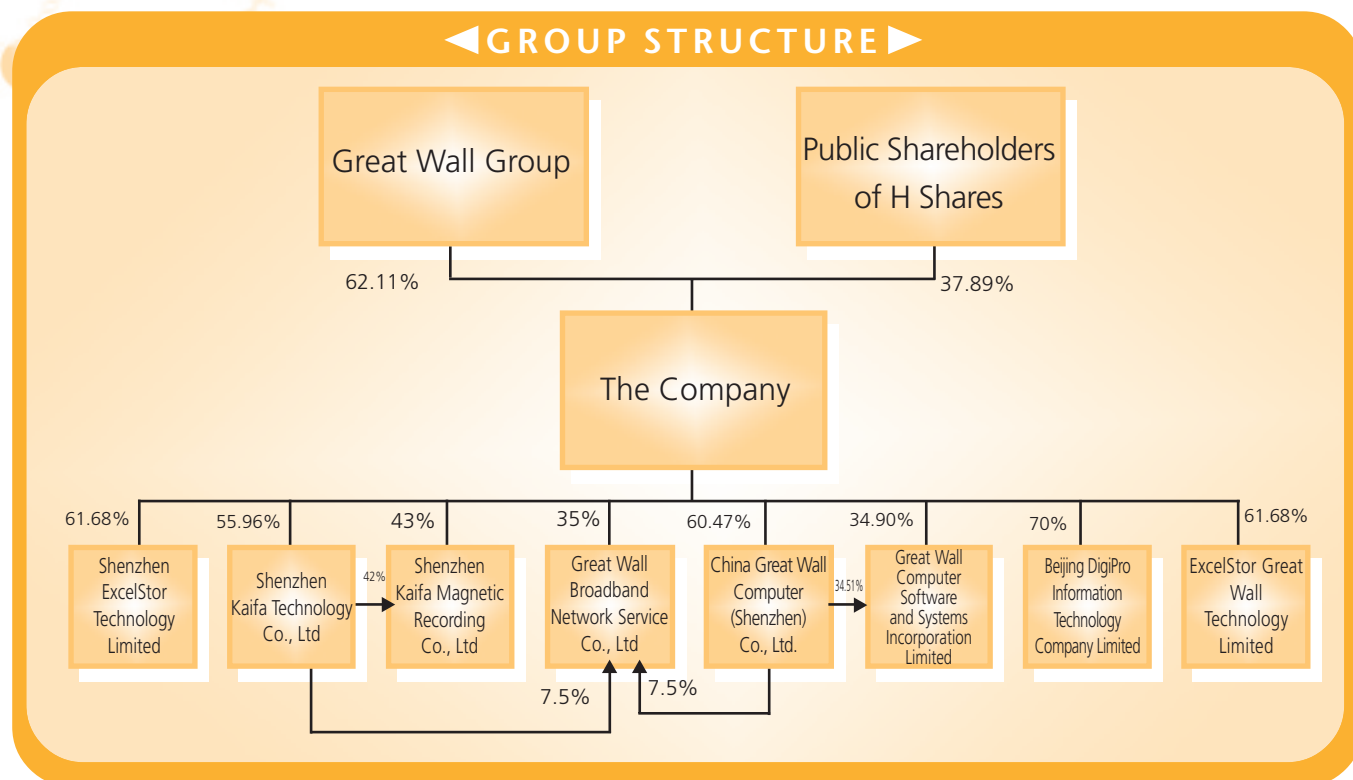 GROUP STRUCTURE
Great Wall Group
Public Shareholders
of H Shares
62.11%
37.89%
The Company
61.68%
55.96%
43%
35%
60.47%
34.90%
70%
61.68%
Shenzhen
ExcelStor
Technology
Limited
Shenzhen
Kaifa Technology
Co., Ltd
42%
Shenzhen
Kaifa Magnetic
Recording
Co., Ltd
Great Wall
Broadband
Network Service
Co., Ltd
China Great Wall
Computer
(Shenzhen)
Co., Ltd.
34.51%
Great Wall
Computer
Software
and Systems
Incorporation
Limited
Beijing DigiPro
Information
Technology
Company Limited
ExcelStor Great
Wall
Technology
Limited
7.5%
7.5%